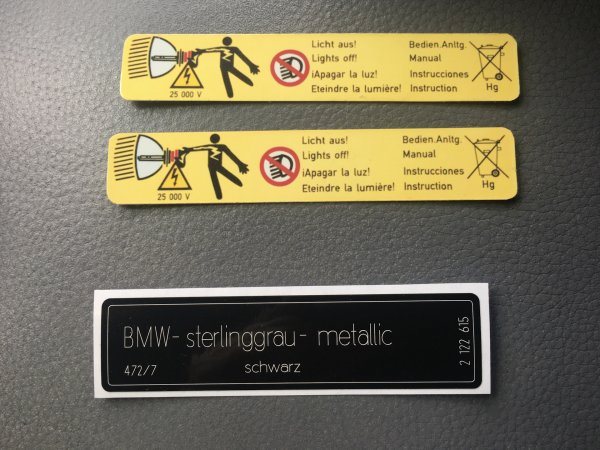 Licht aus! Bedien. Anltg.
Lights off! Manual
¡Apagar la luz! Instrucciones
Eteindre la lumière! Instruction
25 000 V
Hg
Licht aus! Bedien. Anltg.
Lights off! Manual
¡Apagar la luz! Instrucciones
Eteindre la lumière! Instruction
25 000 V
Hg
BMW- sterlinggrau- metallic
472/7 schwarz
2 122 615